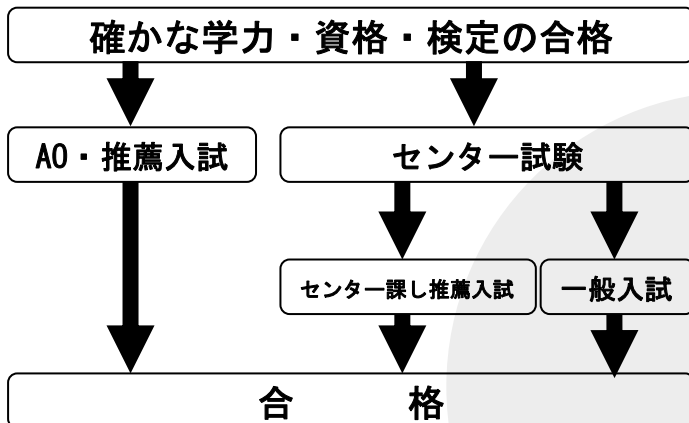 確かな学力・資格・検定の合格
AO・推薦入試
センター試験
センター課し推薦入試
一般入試
合　格